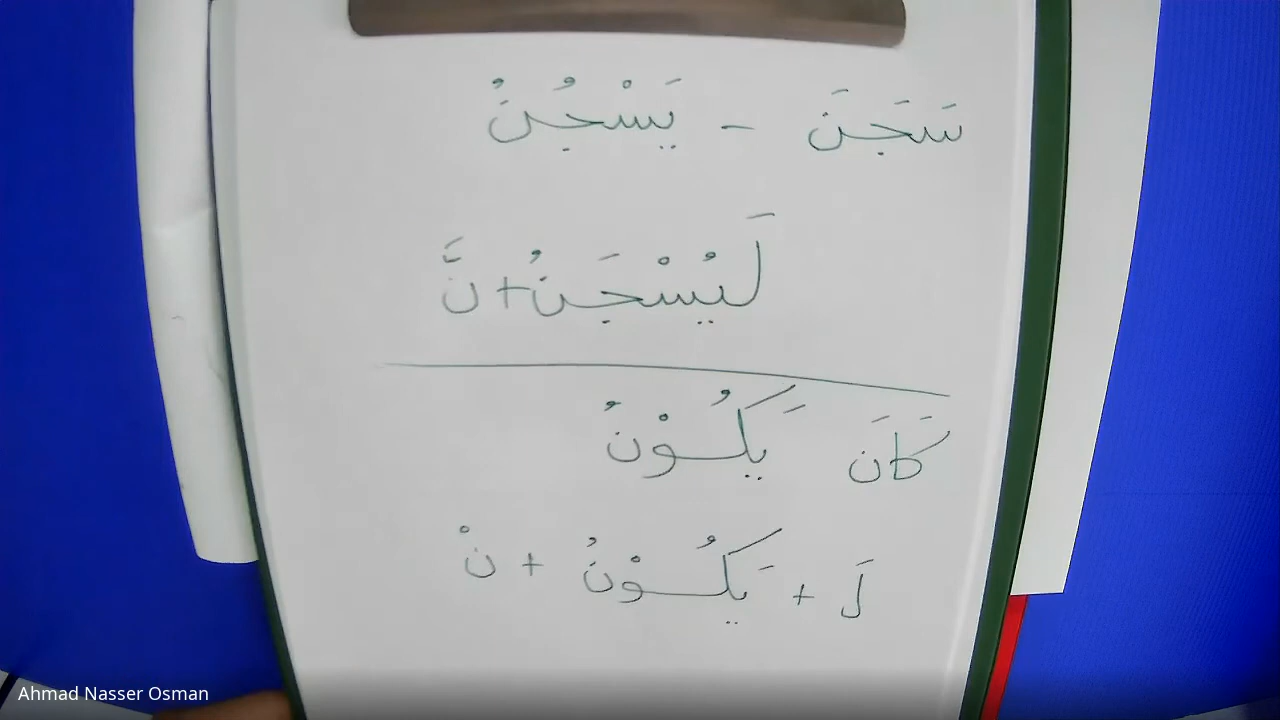 سَجَنَ - يَسْجُنُ
لَيُسْجَنُ+نَّ
كَانَ يَكُوْنُ
لَ + يَكُوْنُ + نْ
Ahmad Nasser Osman